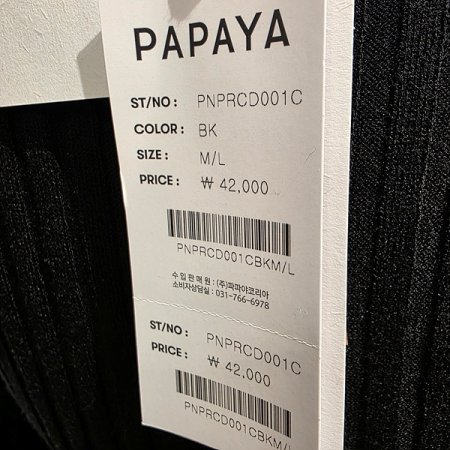 PAPAYA
ST/NO : PNPRCD001C
COLOR : BK
SIZE : M/L
PRICE : ₩ 42,000
PNPRCD001CBKM/L
수 입 판 매 원 : (주)파파야코리아
소비자상담실 : 031-766-6978
ST/NO : PNPRCD001C
PRICE : ₩ 42,000
PNPRCD001CBKM/L